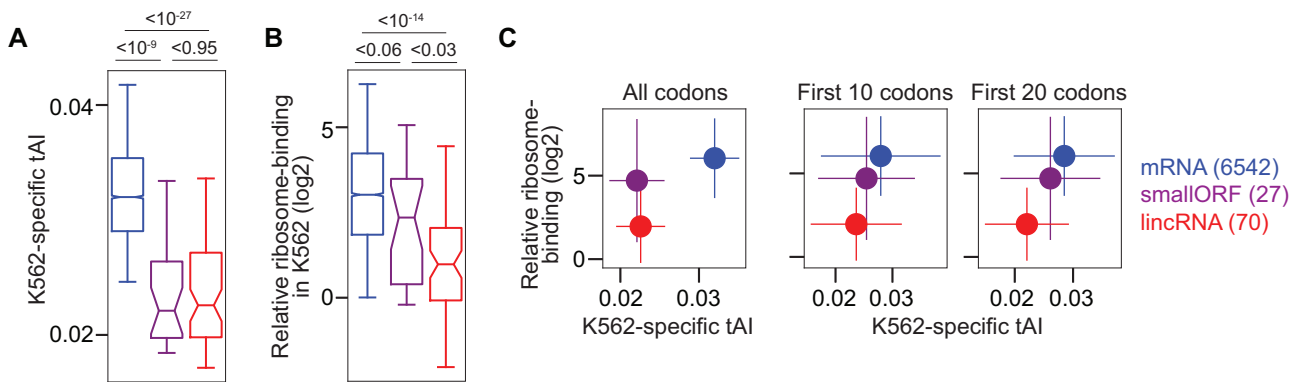 A
<10⁻²⁷
<10⁻⁹ <0.95
K562-specific tAI
0.04
0.02
B
<10⁻¹⁴
<0.06 <0.03
Relative ribosome-binding
in K562 (log2)
5
0
C
All codons
First 10 codons
First 20 codons
Relative ribosome-
binding (log2)
5
0
0.02 0.03
0.02 0.03
0.02 0.03
K562-specific tAI
K562-specific tAI
mRNA (6542)
smallORF (27)
lincRNA (70)